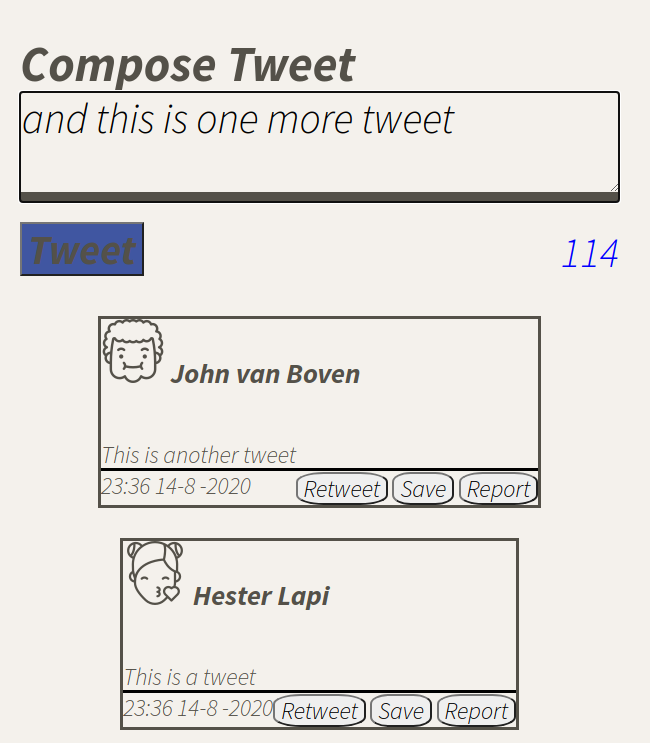 Compose Tweet
and this is one more tweet
Tweet
114
John van Boven
This is another tweet
23:36 14-8 -2020 Retweet Save Report
Hester Lapi
This is a tweet
23:36 14-8 -2020 Retweet Save Report